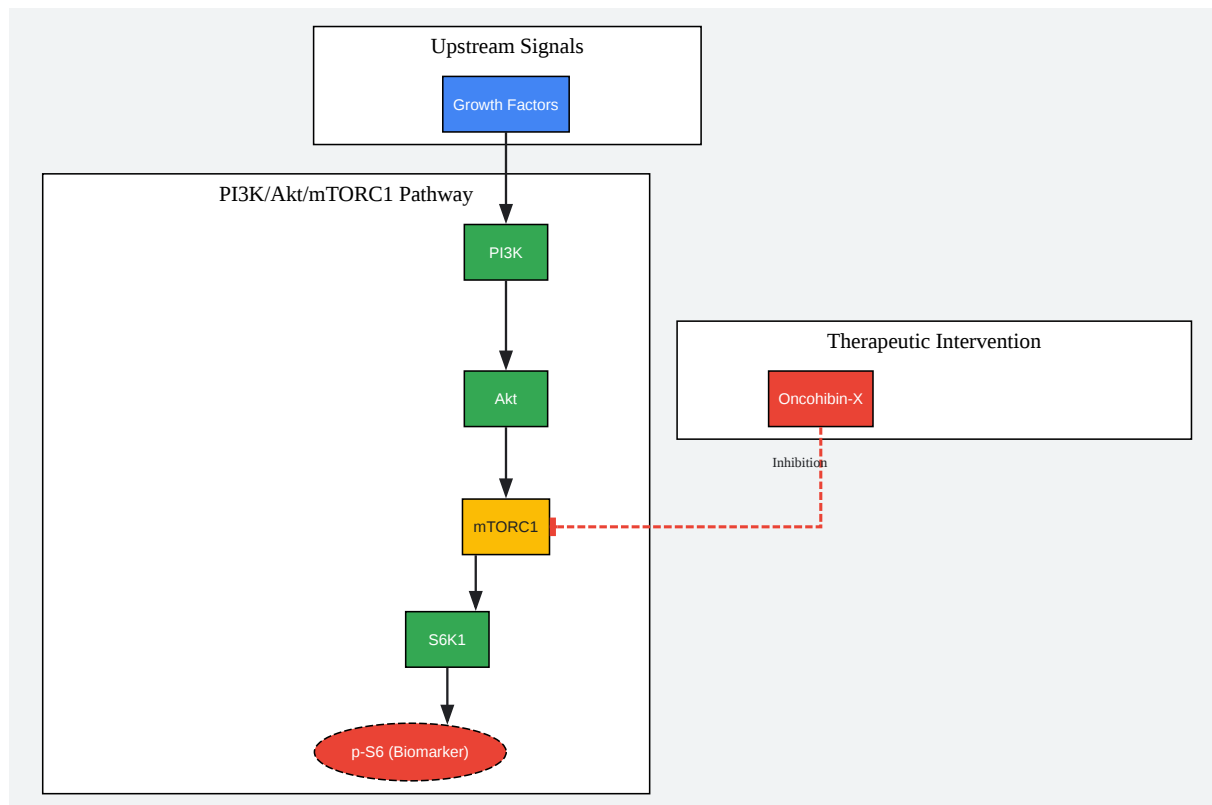 Upstream Signals
Growth Factors
PI3K/Akt/mTORC1 Pathway
PI3K
Therapeutic Intervention
Akt
Oncohibin-X
Inhibition
mTORC1
S6K1
p-S6 (Biomarker)